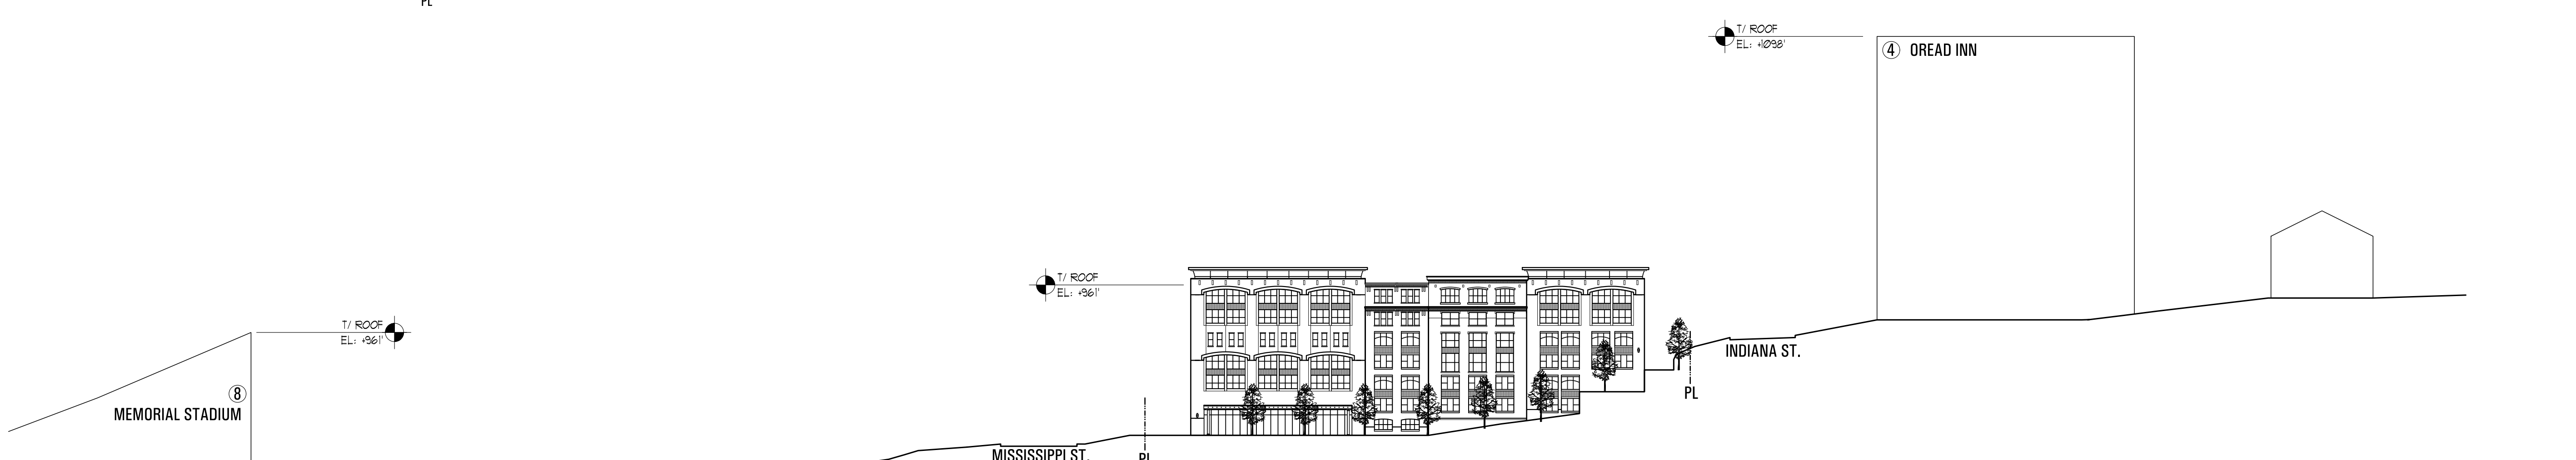 PL
T/ ROOF
EL: +1098'
4 OREAD INN
T/ ROOF
EL: +961'
T/ ROOF
EL: +961'
INDIANA ST.
PL
8
MEMORIAL STADIUM
MISSISSIPPI ST.
PL